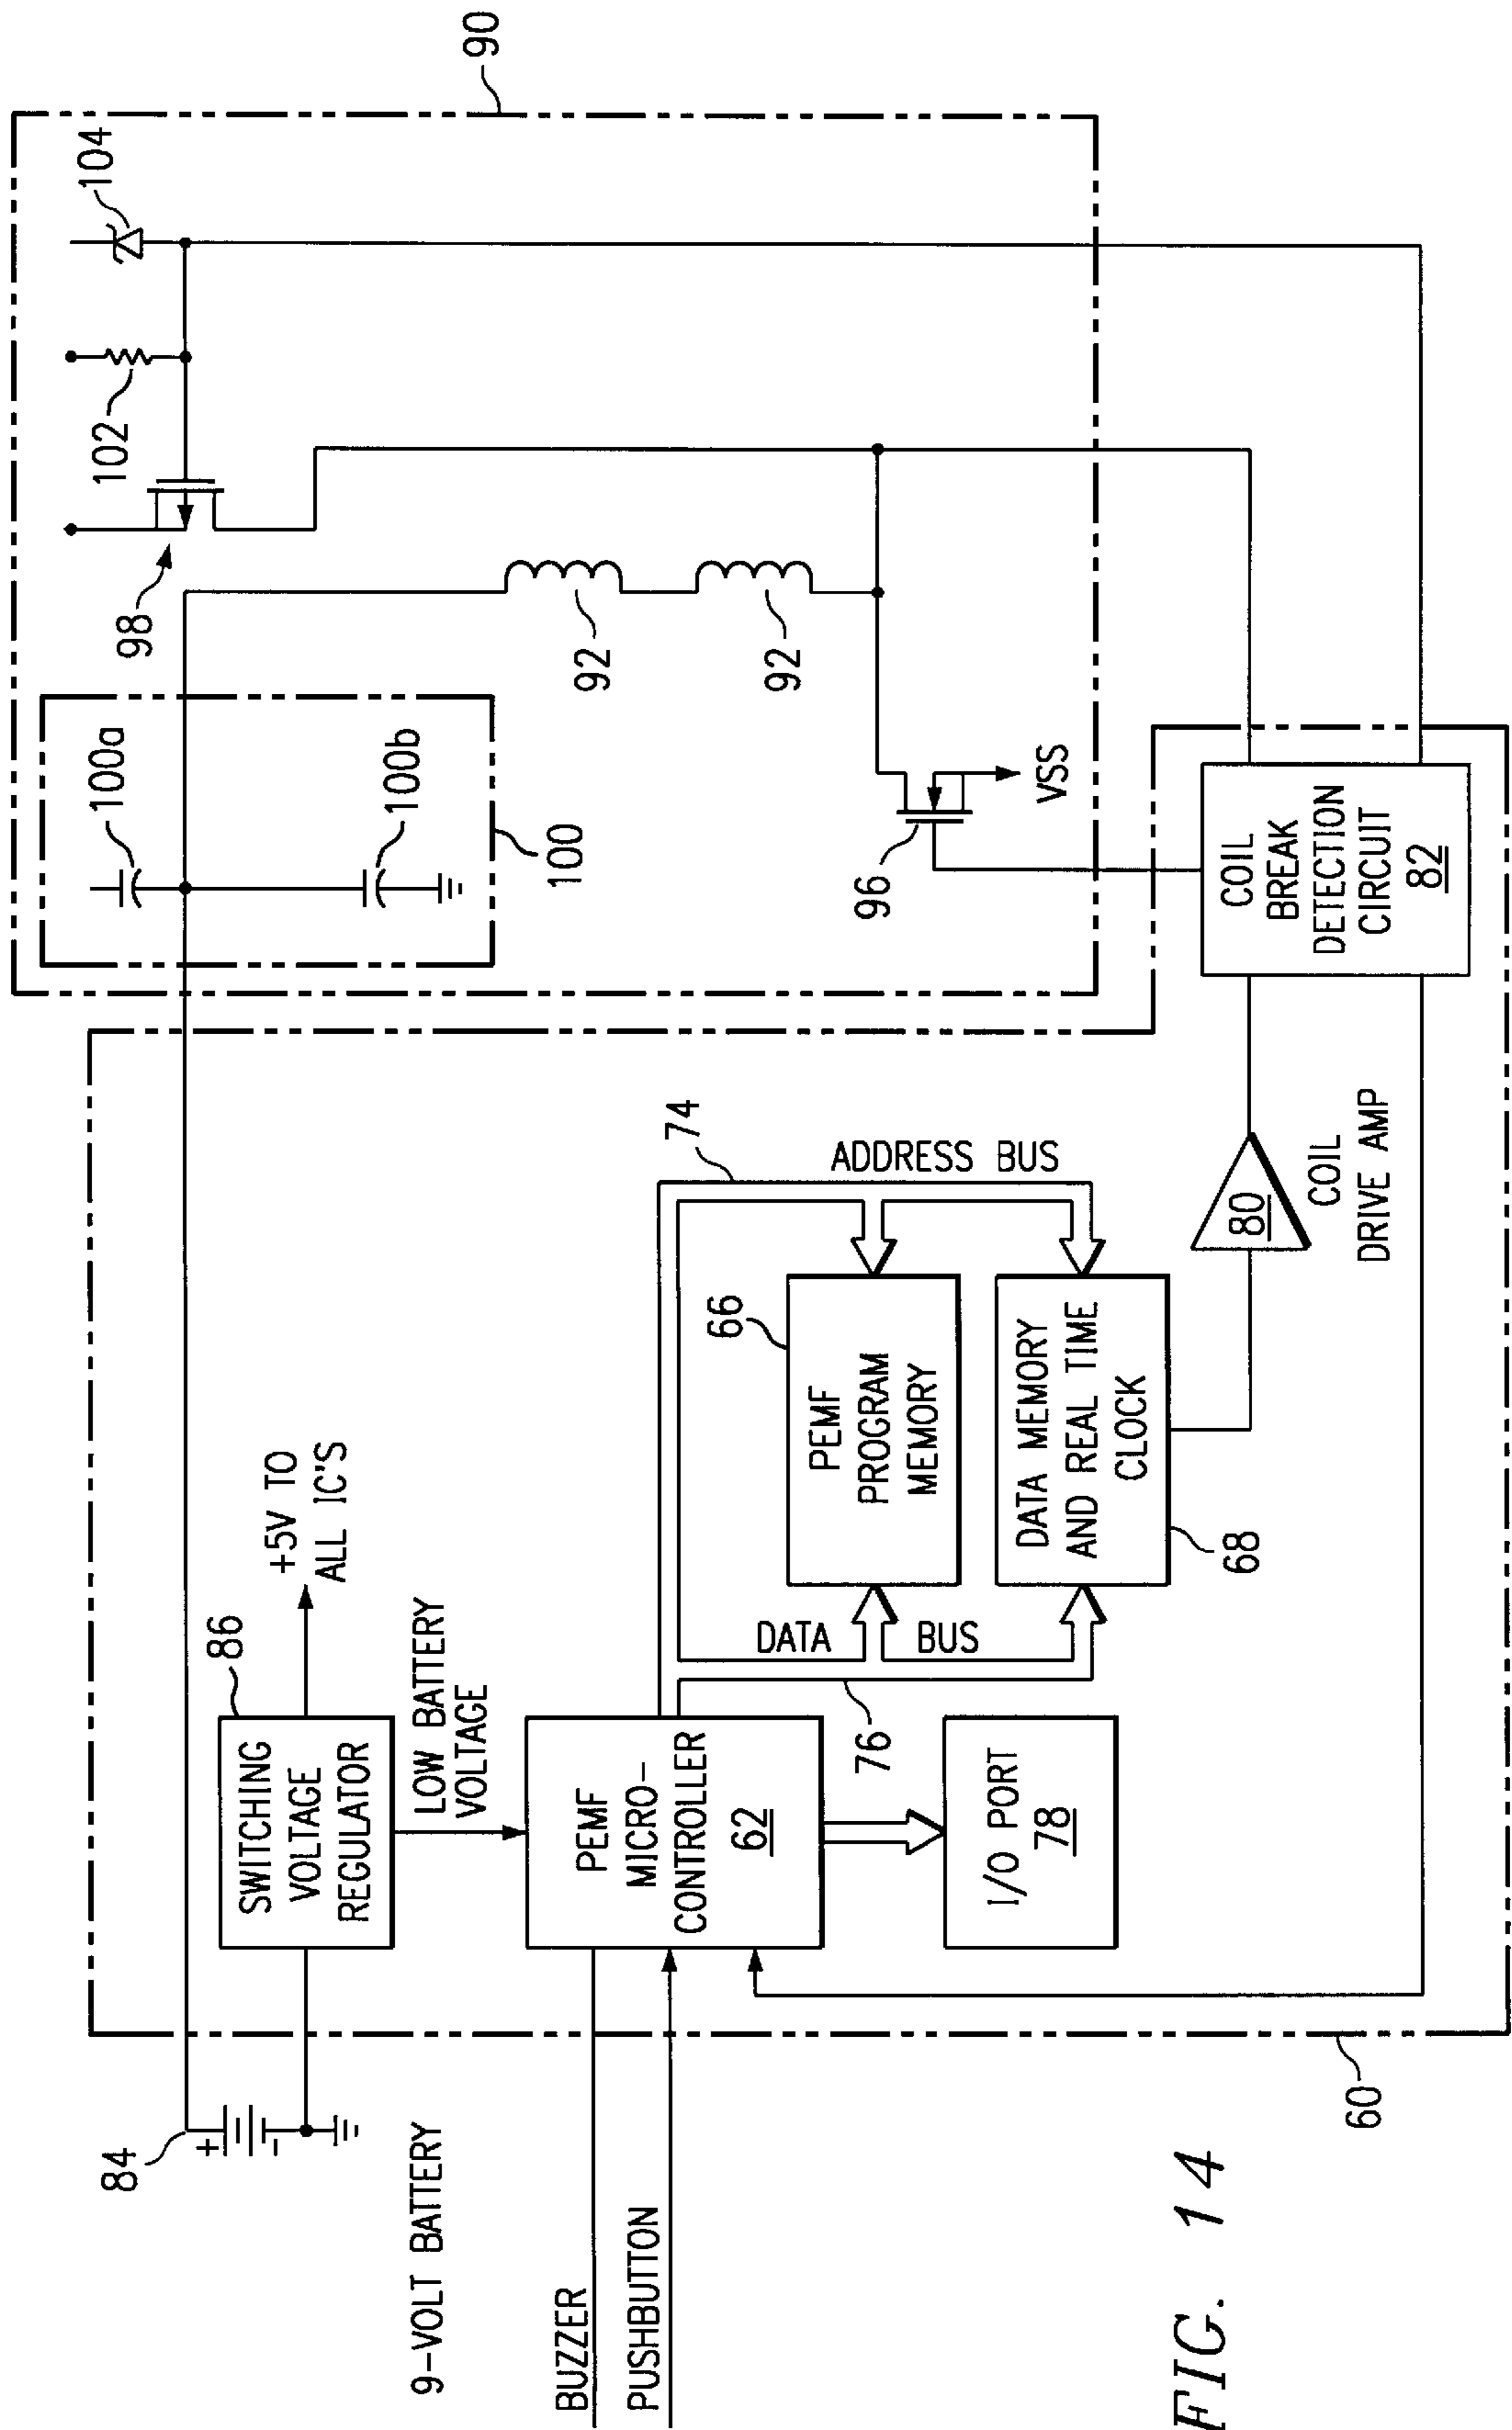 84
9-VOLT BATTERY
BUZZER
PUSHBUTTON
+
-
SWITCHING
VOLTAGE
REGULATOR
86
+5V TO
ALL IC'S
LOW BATTERY
VOLTAGE
PEMF
MICRO-
CONTROLLER
62
I/O PORT
78
76
DATA BUS
74
ADDRESS BUS
66
PEMF
PROGRAM
MEMORY
DATA MEMORY
AND REAL TIME
CLOCK
68
80
COIL
DRIVE AMP
COIL
BREAK
DETECTION
CIRCUIT
82
60
100a
100b
100
98
102
104
90
92
92
96
VSS
FIG. 14